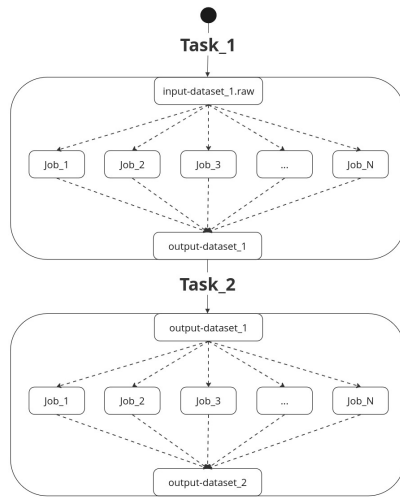 Task_1
input-dataset_1.raw
Job_1 Job_2 Job_3 ... Job_N
output-dataset_1
Task_2
output-dataset_1
Job_1 Job_2 Job_3 ... Job_N
output-dataset_2